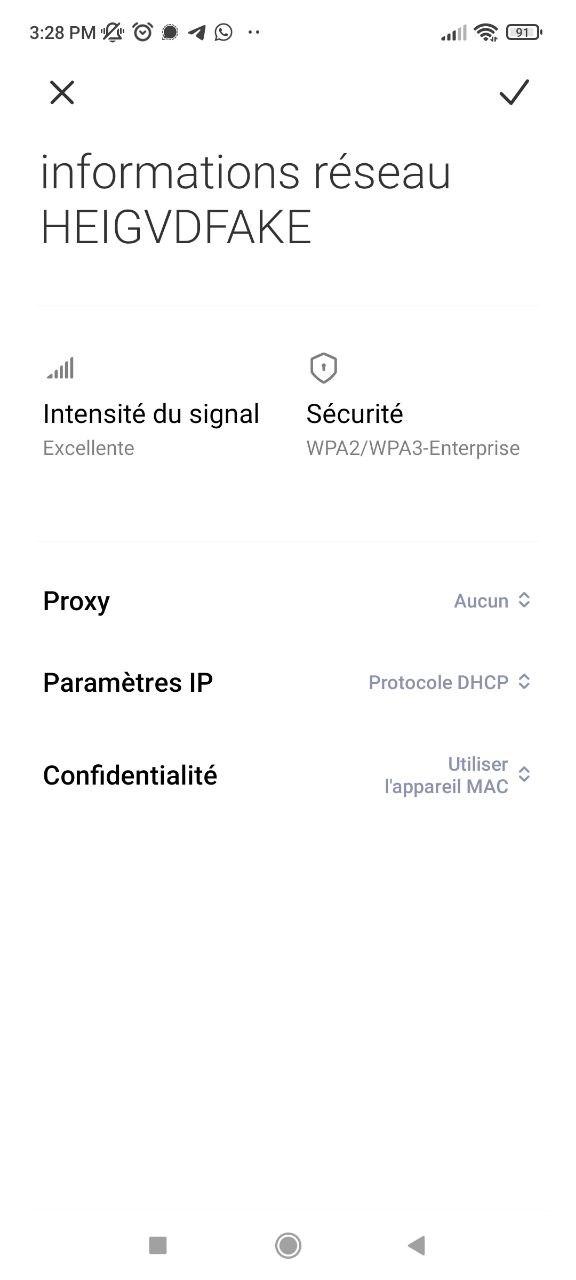 3:28 PM
91
informations réseau
HEIGVDFAKE
Intensité du signal
Sécurité
Excellente
WPA2/WPA3-Enterprise
Proxy
Aucun
Paramètres IP
Protocole DHCP
Confidentialité
Utiliser
l'appareil MAC